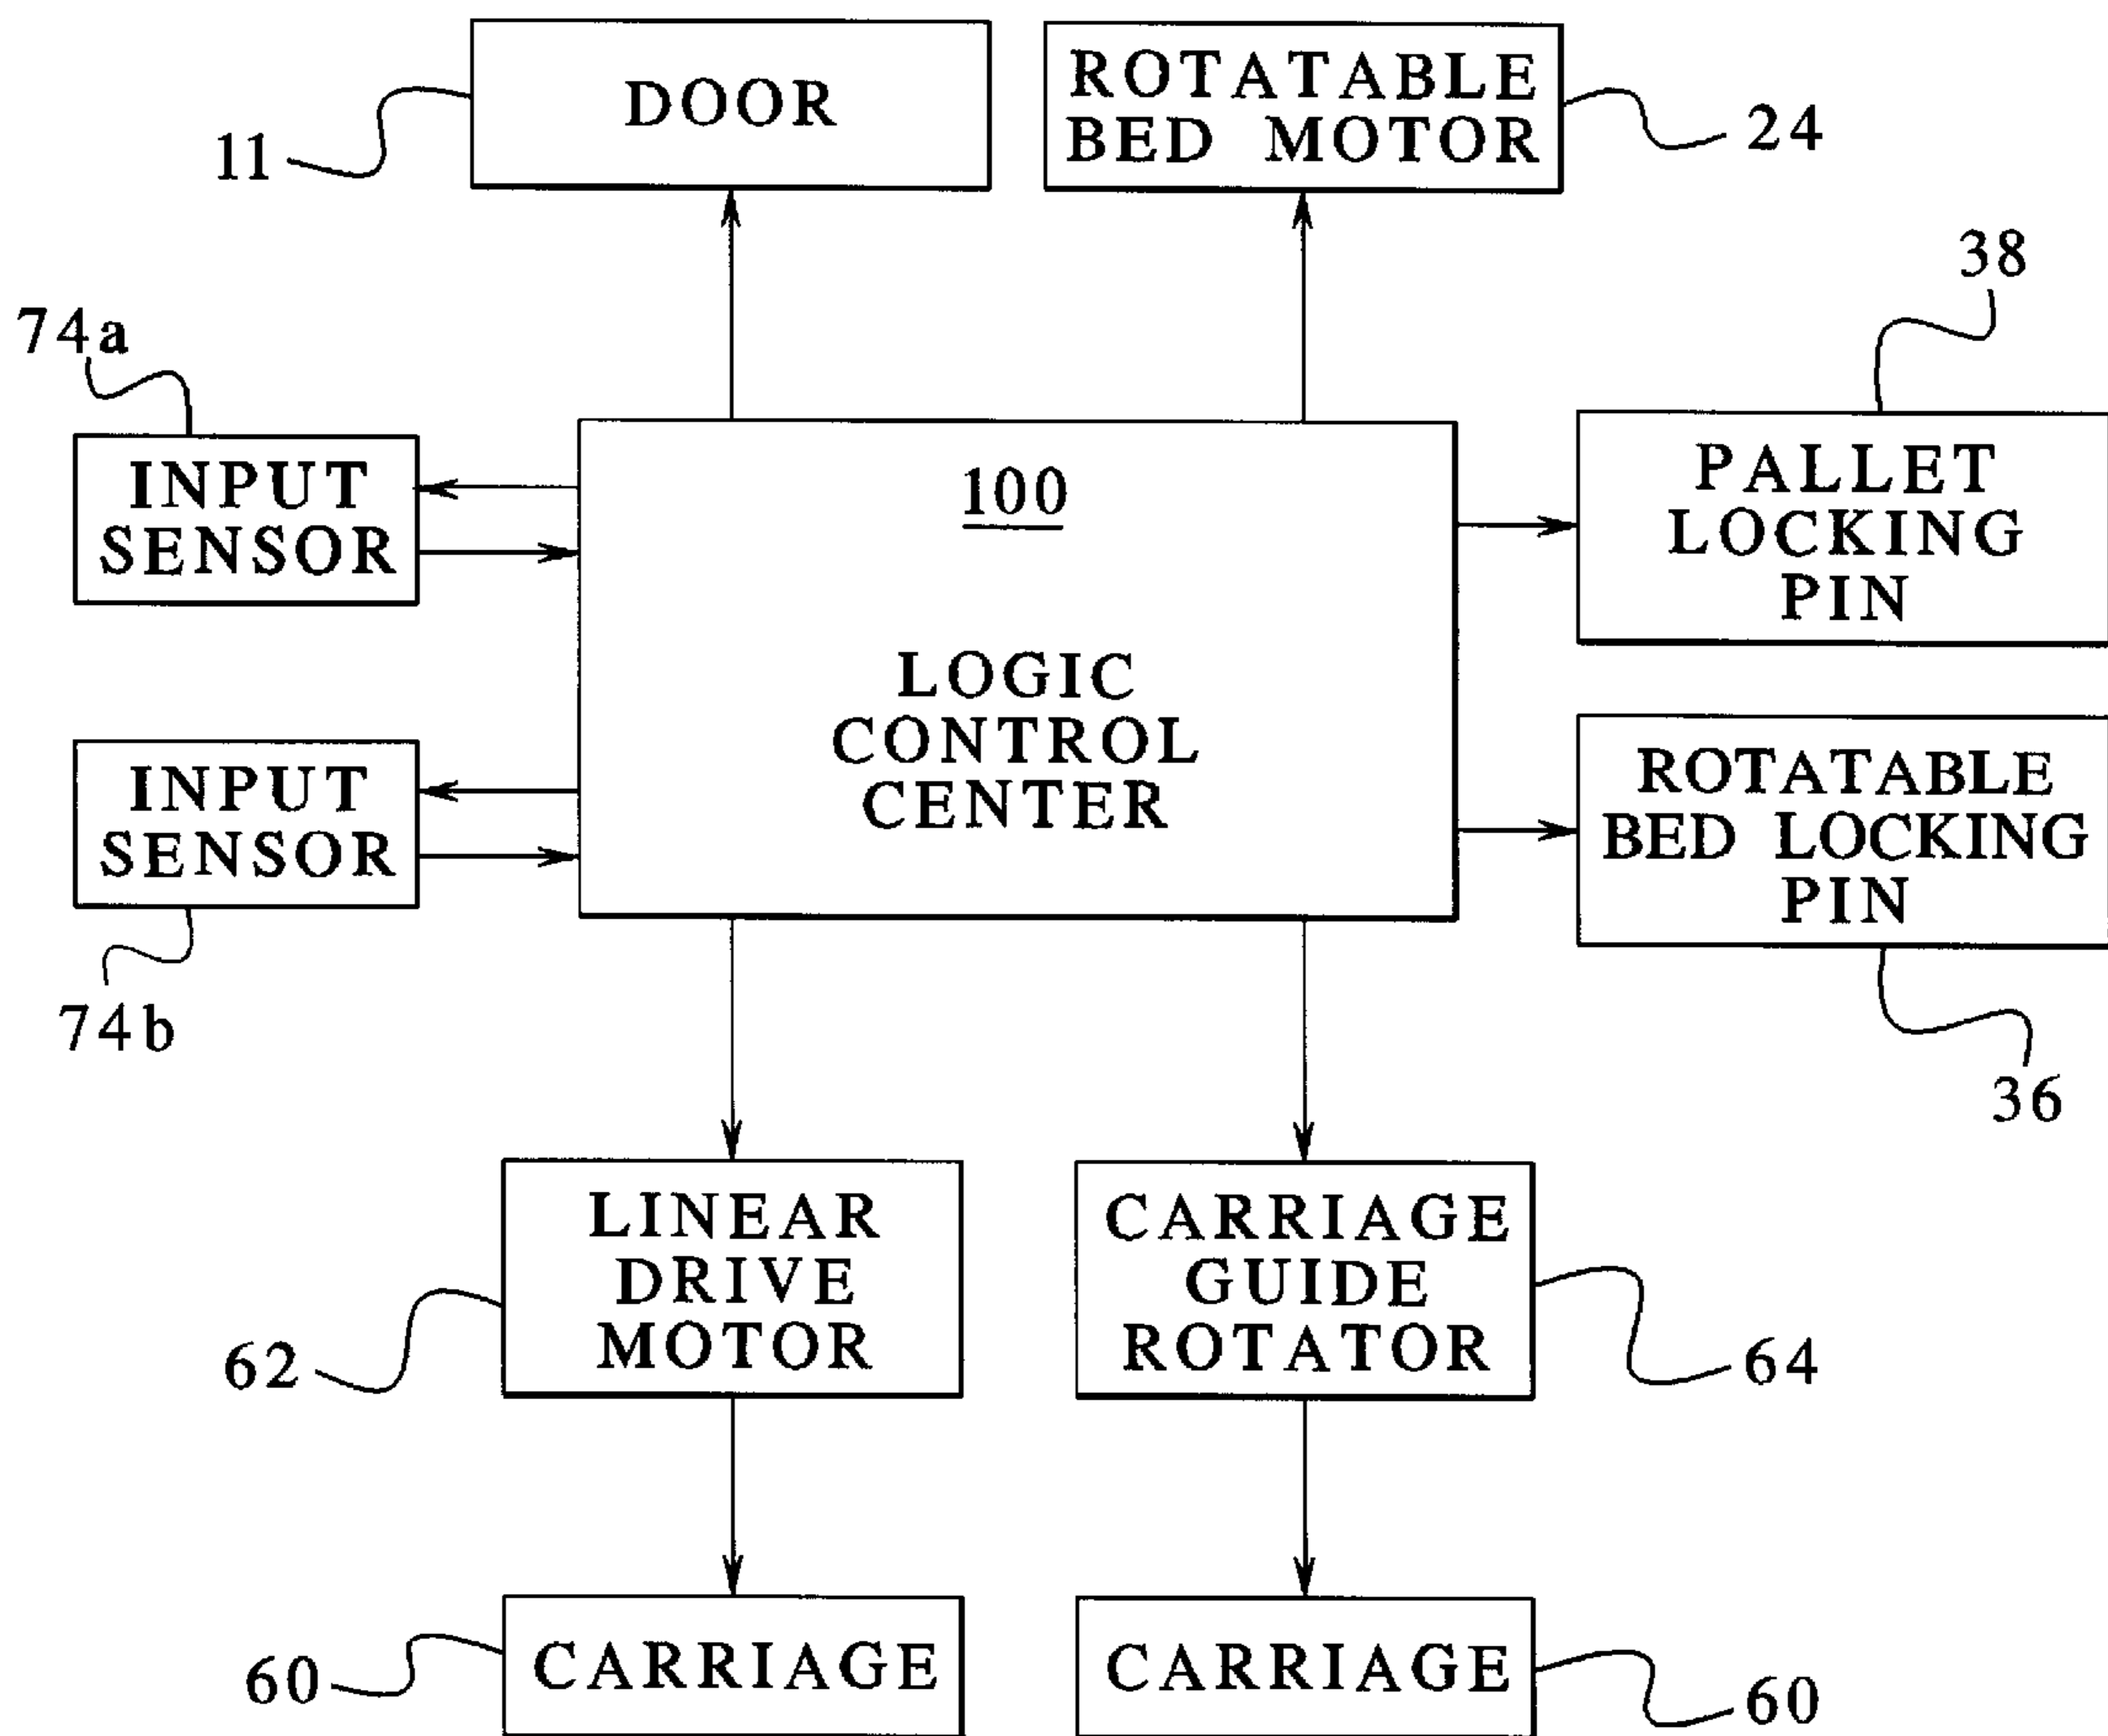 DOOR
11
ROTATABLE
BED MOTOR
24
38
74a
INPUT
SENSOR
100
LOGIC
CONTROL
CENTER
PALLET
LOCKING
PIN
INPUT
SENSOR
74b
ROTATABLE
BED LOCKING
PIN
36
LINEAR
DRIVE
MOTOR
62
CARRIAGE
GUIDE
ROTATOR
64
CARRIAGE
60
CARRIAGE
60